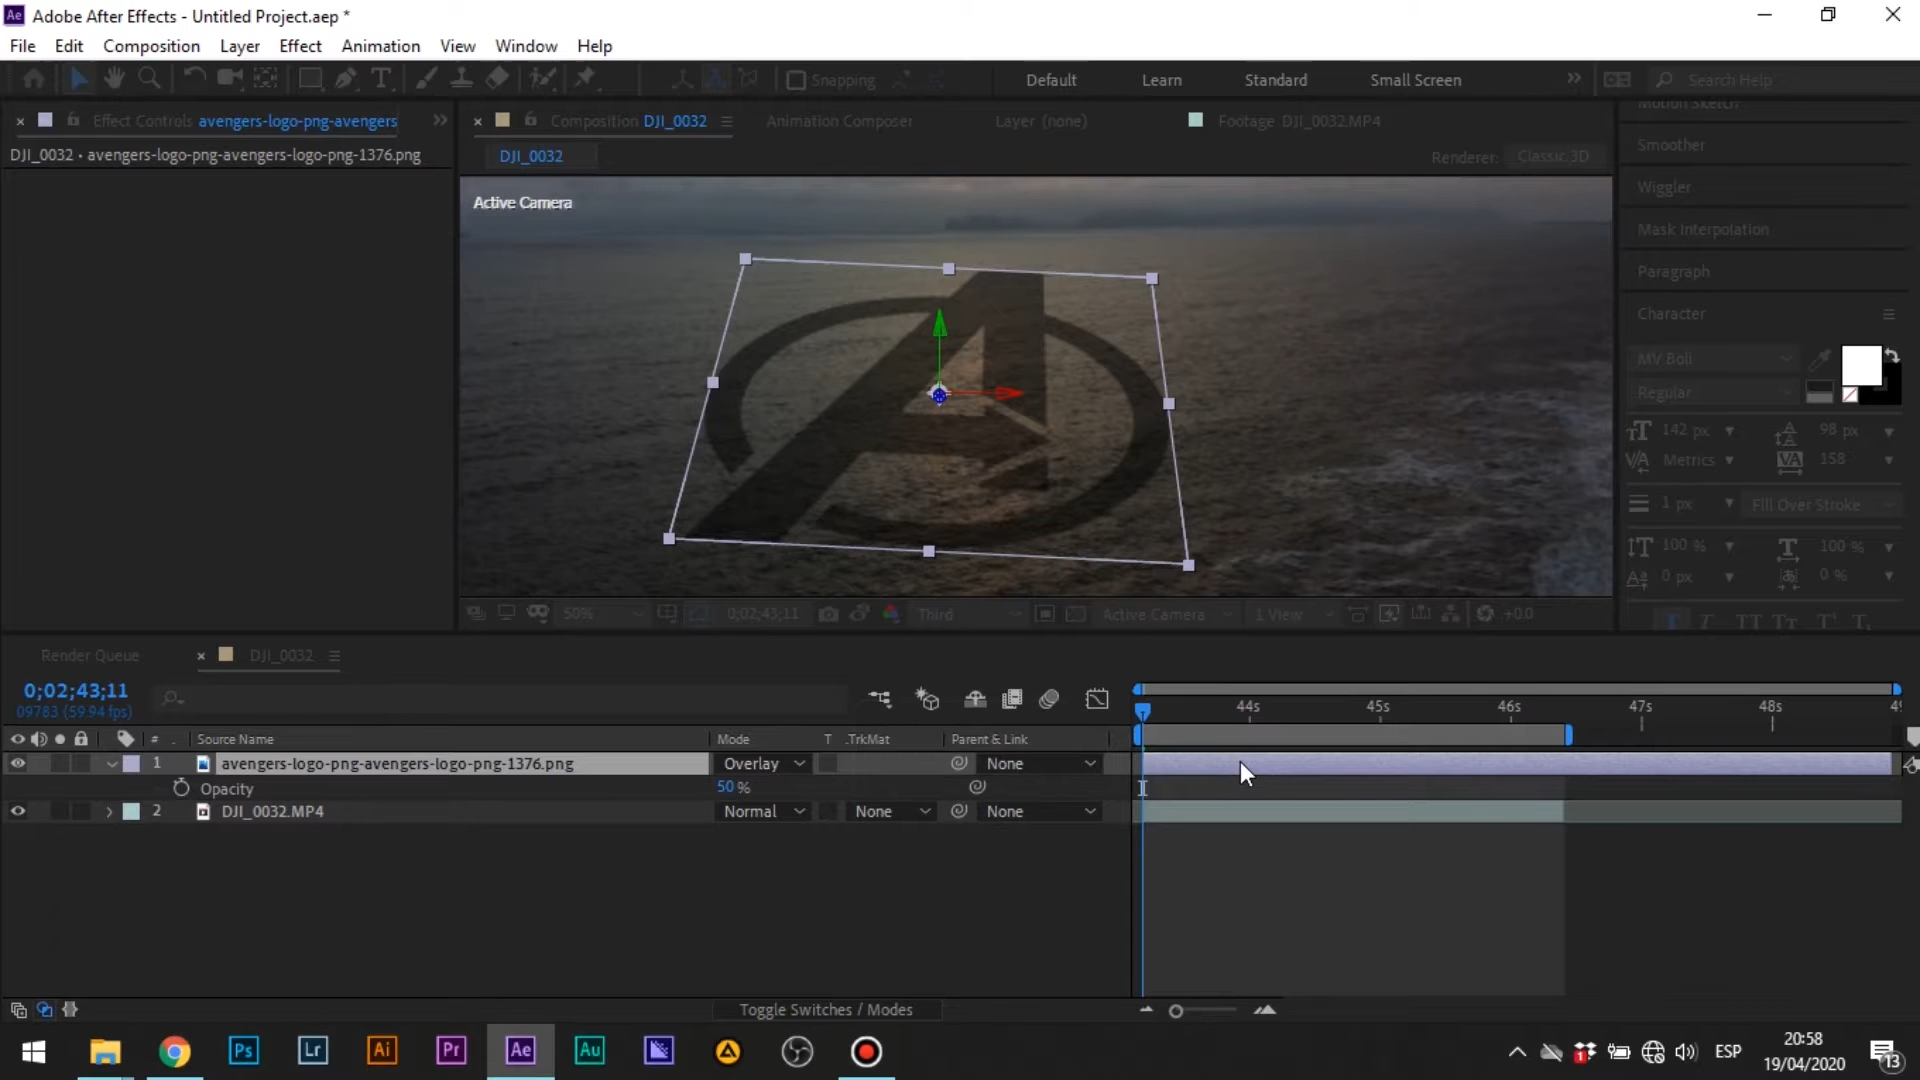 Adobe After Effects - Untitled Project.aep *
File Edit Composition Layer Effect Animation View Window Help
Snapping Default Learn Standard Small Screen Search Help
Effect Controls avengers-logo-png-avengers
Composition DJI_0032 Animation Composer Layer (none) Footage DJI_0032.MP4
DJI_0032 • avengers-logo-png-avengers-logo-png-1376.png
DJI_0032
Renderer: Classic 3D
Active Camera
Motion Sketch
Smoother
Wiggler
Mask Interpolation
Paragraph
Character
MV Boli
Regular
142 px 98 px
Metrics 158
1 px Fill Over Stroke
100 % 100 %
0 px 0 %
50% 0;02;43;11 Third Active Camera 1 View +0.0
Render Queue DJI_0032
0;02;43;11
09783 (59.94 fps)
44s 45s 46s 47s 48s
# Source Name Mode T .TrkMat Parent & Link
1 avengers-logo-png-avengers-logo-png-1376.png Overlay None
Opacity 50 %
2 DJI_0032.MP4 Normal None None
Toggle Switches / Modes
Ps Lr Ai Pr Ae Au
ESP
20:58
19/04/2020
13